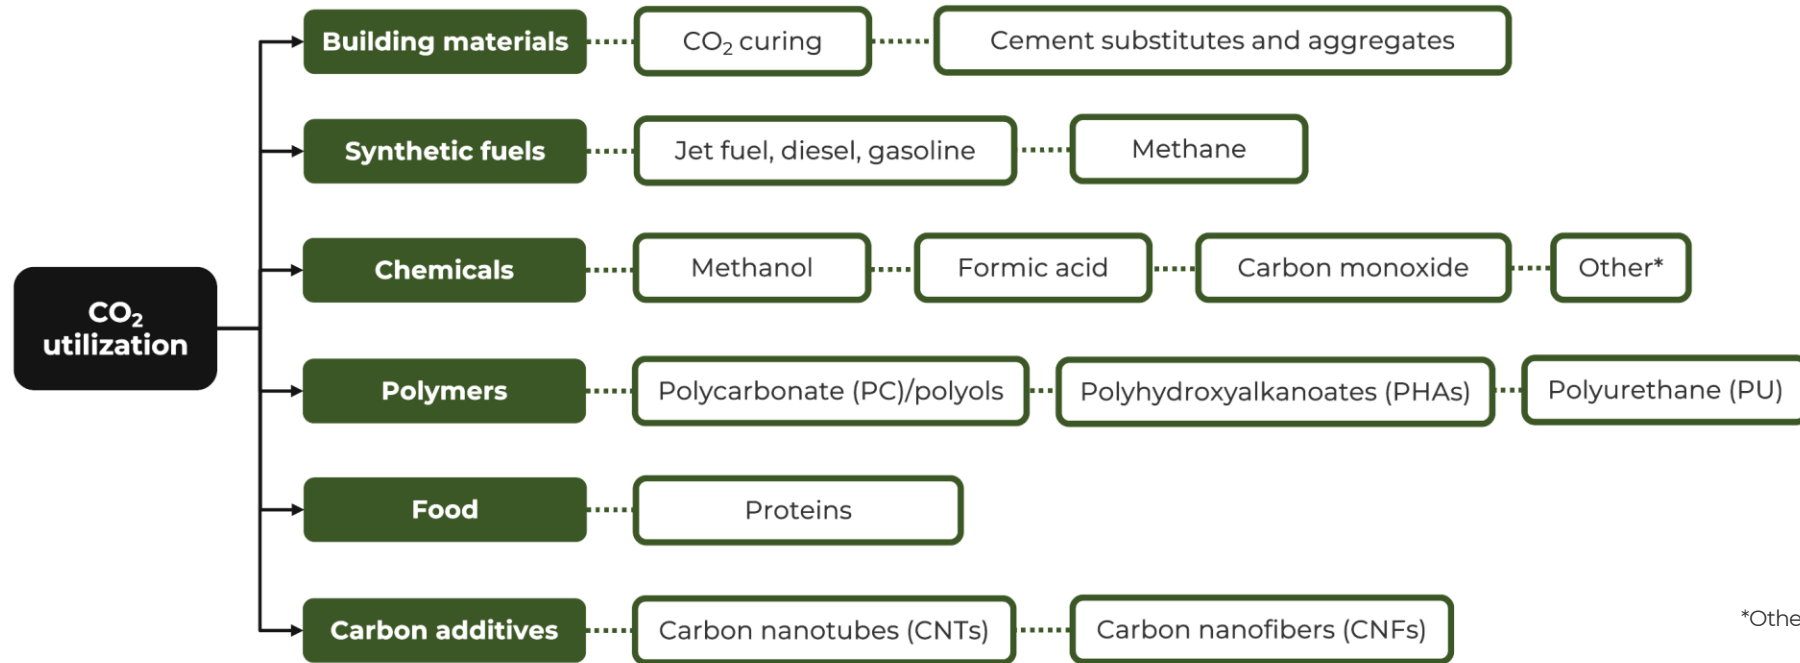 Building materials
CO₂ curing
Cement substitutes and aggregates
Synthetic fuels
Jet fuel, diesel, gasoline
Methane
Chemicals
Methanol
Formic acid
Carbon monoxide
Other*
CO₂
utilization
Polymers
Polycarbonate (PC)/polyols
Polyhydroxyalkanoates (PHAs)
Polyurethane (PU)
Food
Proteins
Carbon additives
Carbon nanotubes (CNTs)
Carbon nanofibers (CNFs)